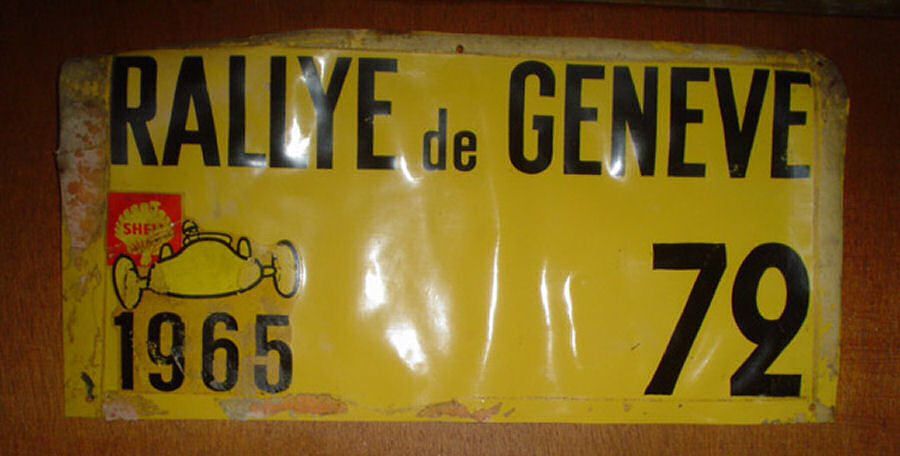 RALLYE de GENEVE
SHELL
1965
72